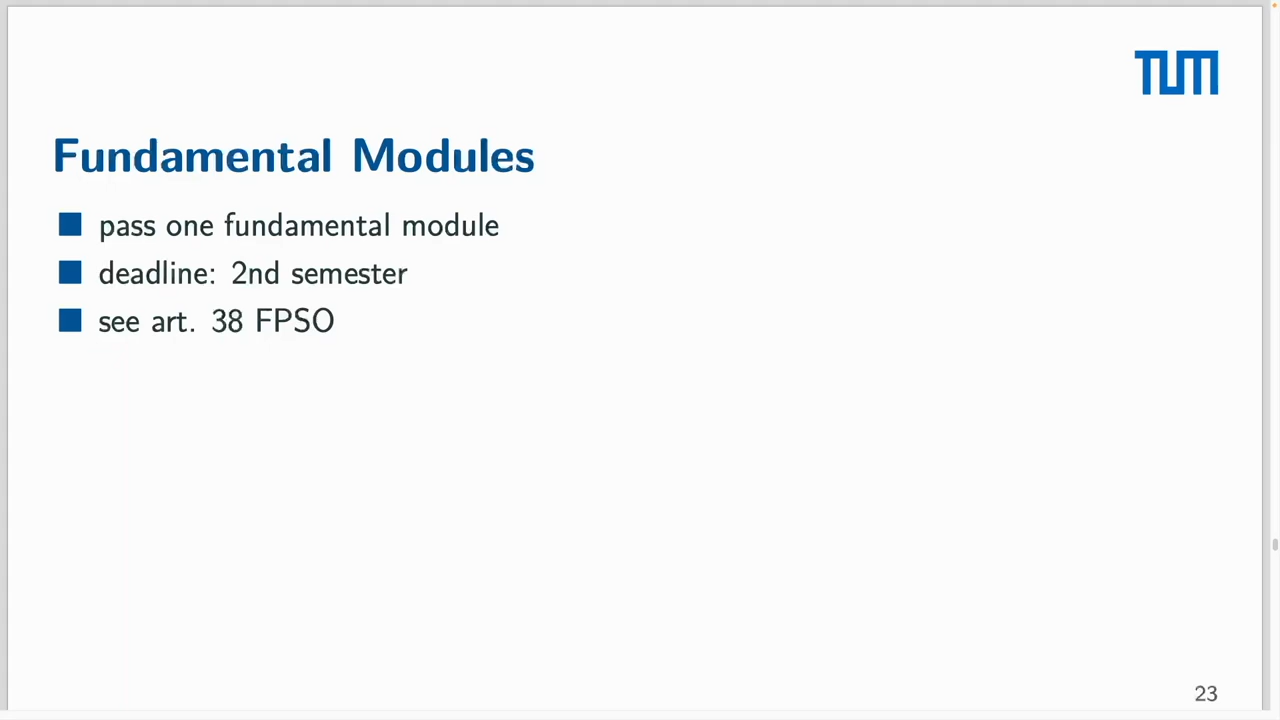 TUM
Fundamental Modules
pass one fundamental module
deadline: 2nd semester
see art. 38 FPSO
23